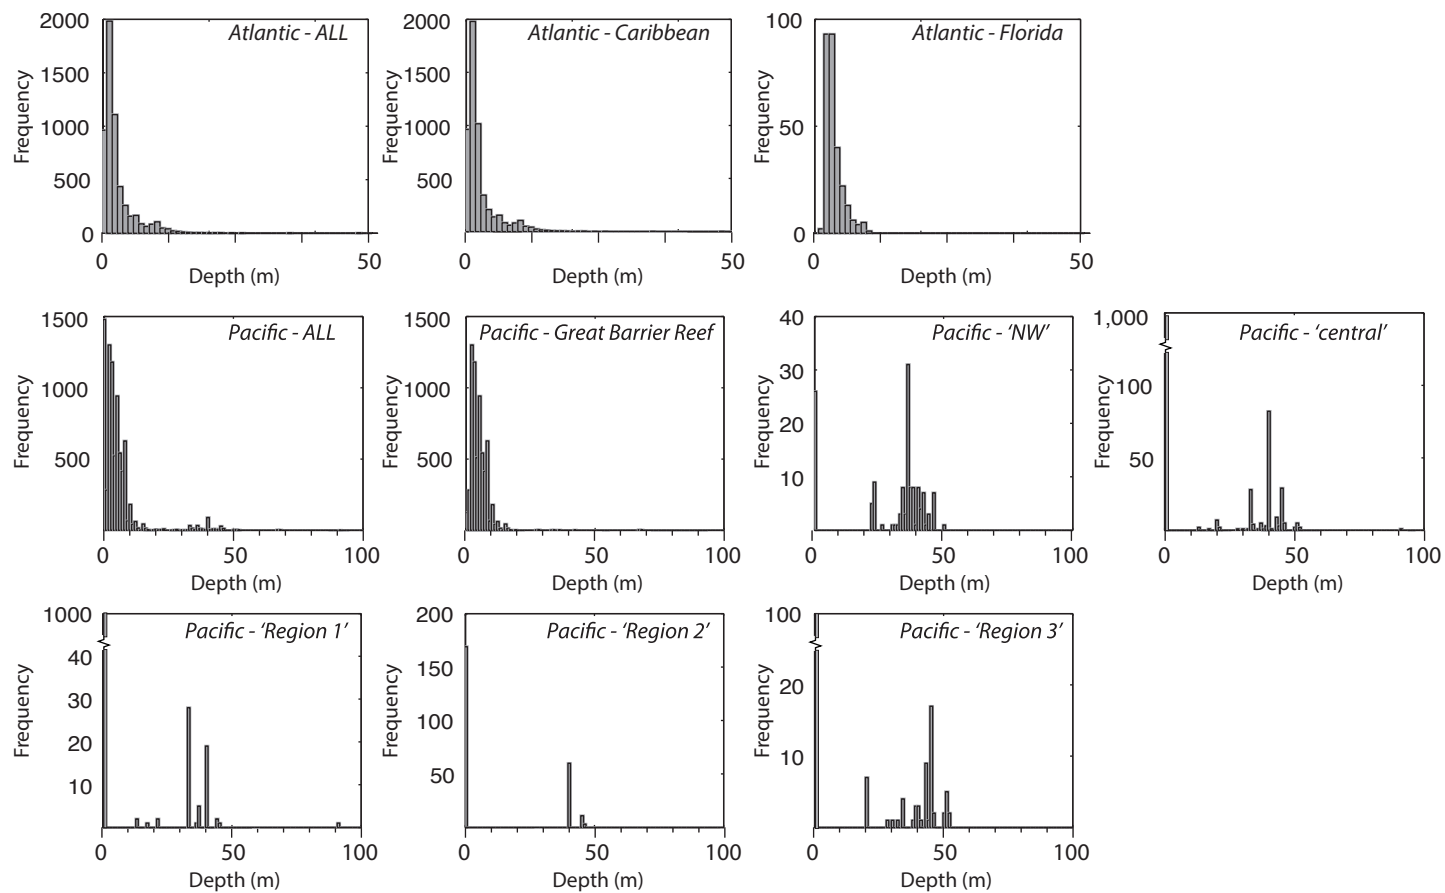 2000
1500
1000
500
0
Frequency
Atlantic - ALL
0
50
Depth (m)
2000
1500
1000
500
Frequency
Atlantic - Caribbean
0
50
Depth (m)
100
50
0
Frequency
Atlantic - Florida
0
50
Depth (m)
1500
1000
500
Frequency
Pacific - ALL
0
50
100
Depth (m)
1500
1000
500
Frequency
Pacific - Great Barrier Reef
0
50
100
Depth (m)
40
30
20
10
Frequency
Pacific - ‘NW’
0
50
100
Depth (m)
1,000
100
50
Frequency
Pacific - ‘central’
0
50
100
Depth (m)
1000
40
30
20
10
Frequency
Pacific - ‘Region 1’
0
50
100
Depth (m)
200
150
100
50
Frequency
Pacific - ‘Region 2’
0
50
100
Depth (m)
100
20
10
Frequency
Pacific - ‘Region 3’
0
50
100
Depth (m)